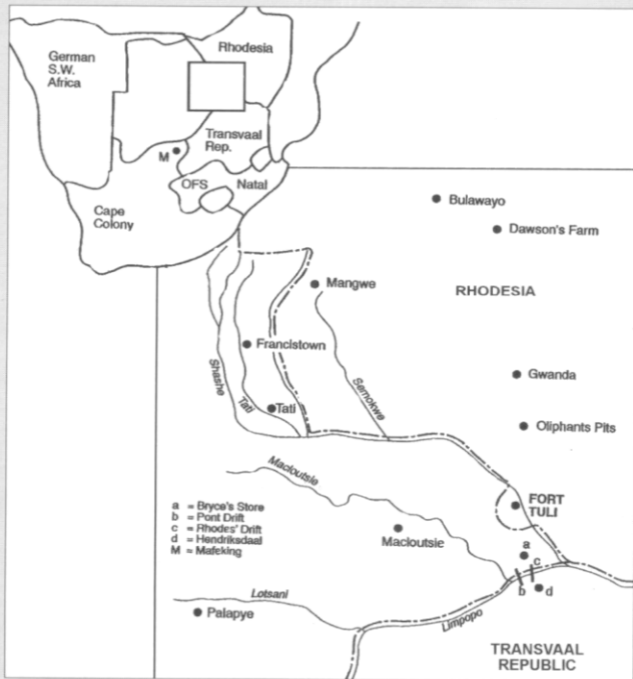 German
S.W.
Africa
Rhodesia
Transvaal
Rep.
M
OFS
Natal
Cape
Colony
Bulawayo
Dawson's Farm
Mangwe
RHODESIA
Francistown
Shashe
Tati
Tati
Semokwe
Gwanda
Oliphants Pits
Macloutsie
FORT
TULI
a = Bryce's Store
b = Pont Drift
c = Rhodes' Drift
d = Hendriksdaal
M = Mafeking
Macloutsie
a
c
b
d
Lotsani
Palapye
Limpopo
TRANSVAAL
REPUBLIC